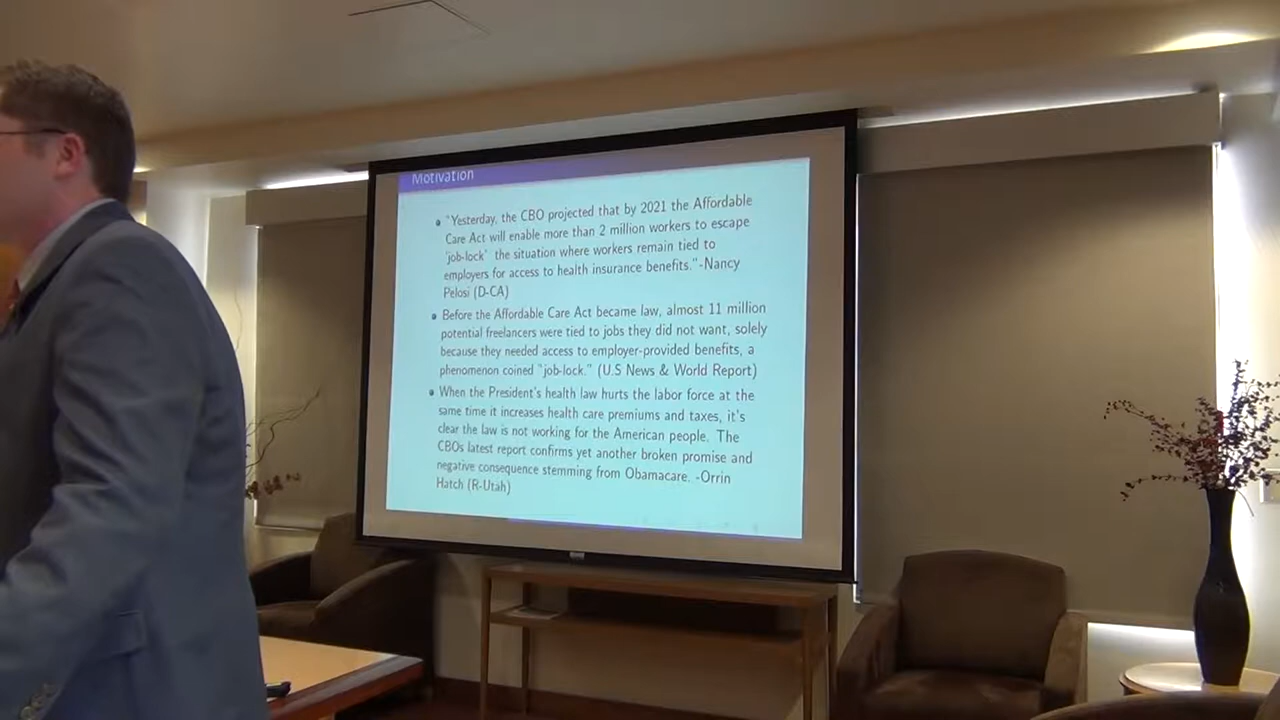 Motivation
"Yesterday, the CBO projected that by 2021 the Affordable
Care Act will enable more than 2 million workers to escape
'job-lock' the situation where workers remain tied to
employers for access to health insurance benefits."-Nancy
Pelosi (D-CA)
Before the Affordable Care Act became law, almost 11 million
potential freelancers were tied to jobs they did not want, solely
because they needed access to employer-provided benefits, a
phenomenon coined "job-lock." (U.S News & World Report)
When the President's health law hurts the labor force at the
same time it increases health care premiums and taxes, it's
clear the law is not working for the American people. The
CBOs latest report confirms yet another broken promise and
negative consequence stemming from Obamacare. -Orrin
Hatch (R-Utah)